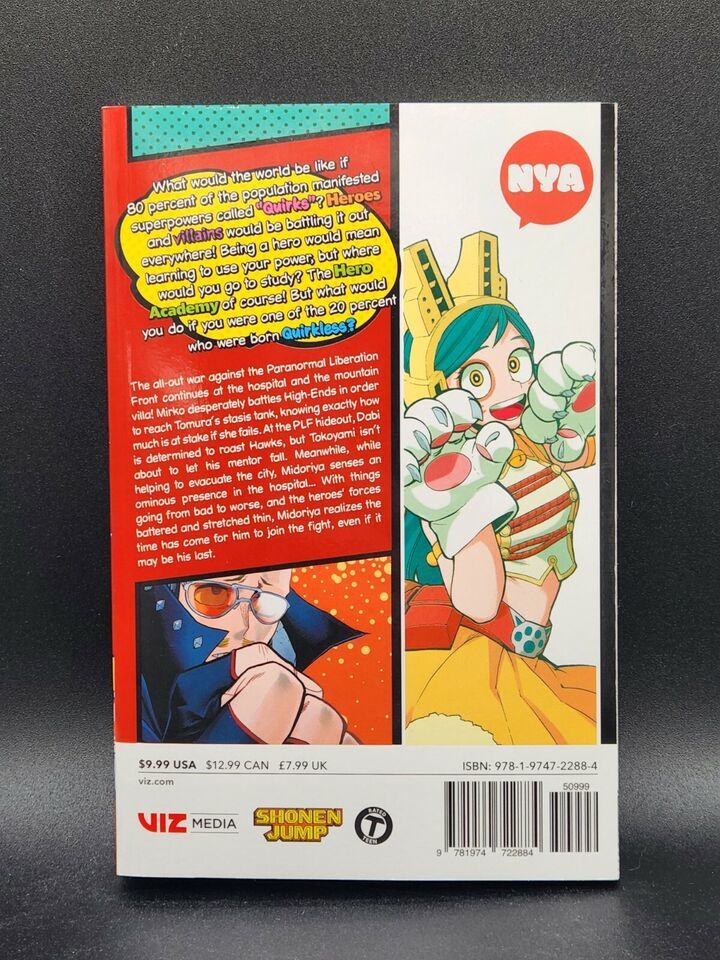 What would the world be like if
80 percent of the population manifested
superpowers called "Quirks"? Heroes
and villains would be battling it out
everywhere! Being a hero would mean
learning to use your power, but where
would you go to study? The Hero
Academy of course! But what would
you do if you were one of the 20 percent
who were born Quirkless?
The all-out war against the Paranormal Liberation
Front continues at the hospital and the mountain
villa! Mirko desperately battles High-Ends in order
to reach Tomura's stasis tank, knowing exactly how
much is at stake if she fails. At the PLF hideout, Dabi
is determined to roast Hawks, but Tokoyami isn't
about to let his mentor fall. Meanwhile, while
helping to evacuate the city, Midoriya senses an
ominous presence in the hospital... With things
going from bad to worse, and the heroes' forces
battered and stretched thin, Midoriya realizes the
time has come for him to join the fight, even if it
may be his last.
NYA
$9.99 USA $12.99 CAN £7.99 UK
viz.com
ISBN: 978-1-9747-2288-4
50999
VIZ MEDIA
SHONEN
JUMP
RATED
T
TEEN
9 781974 722884